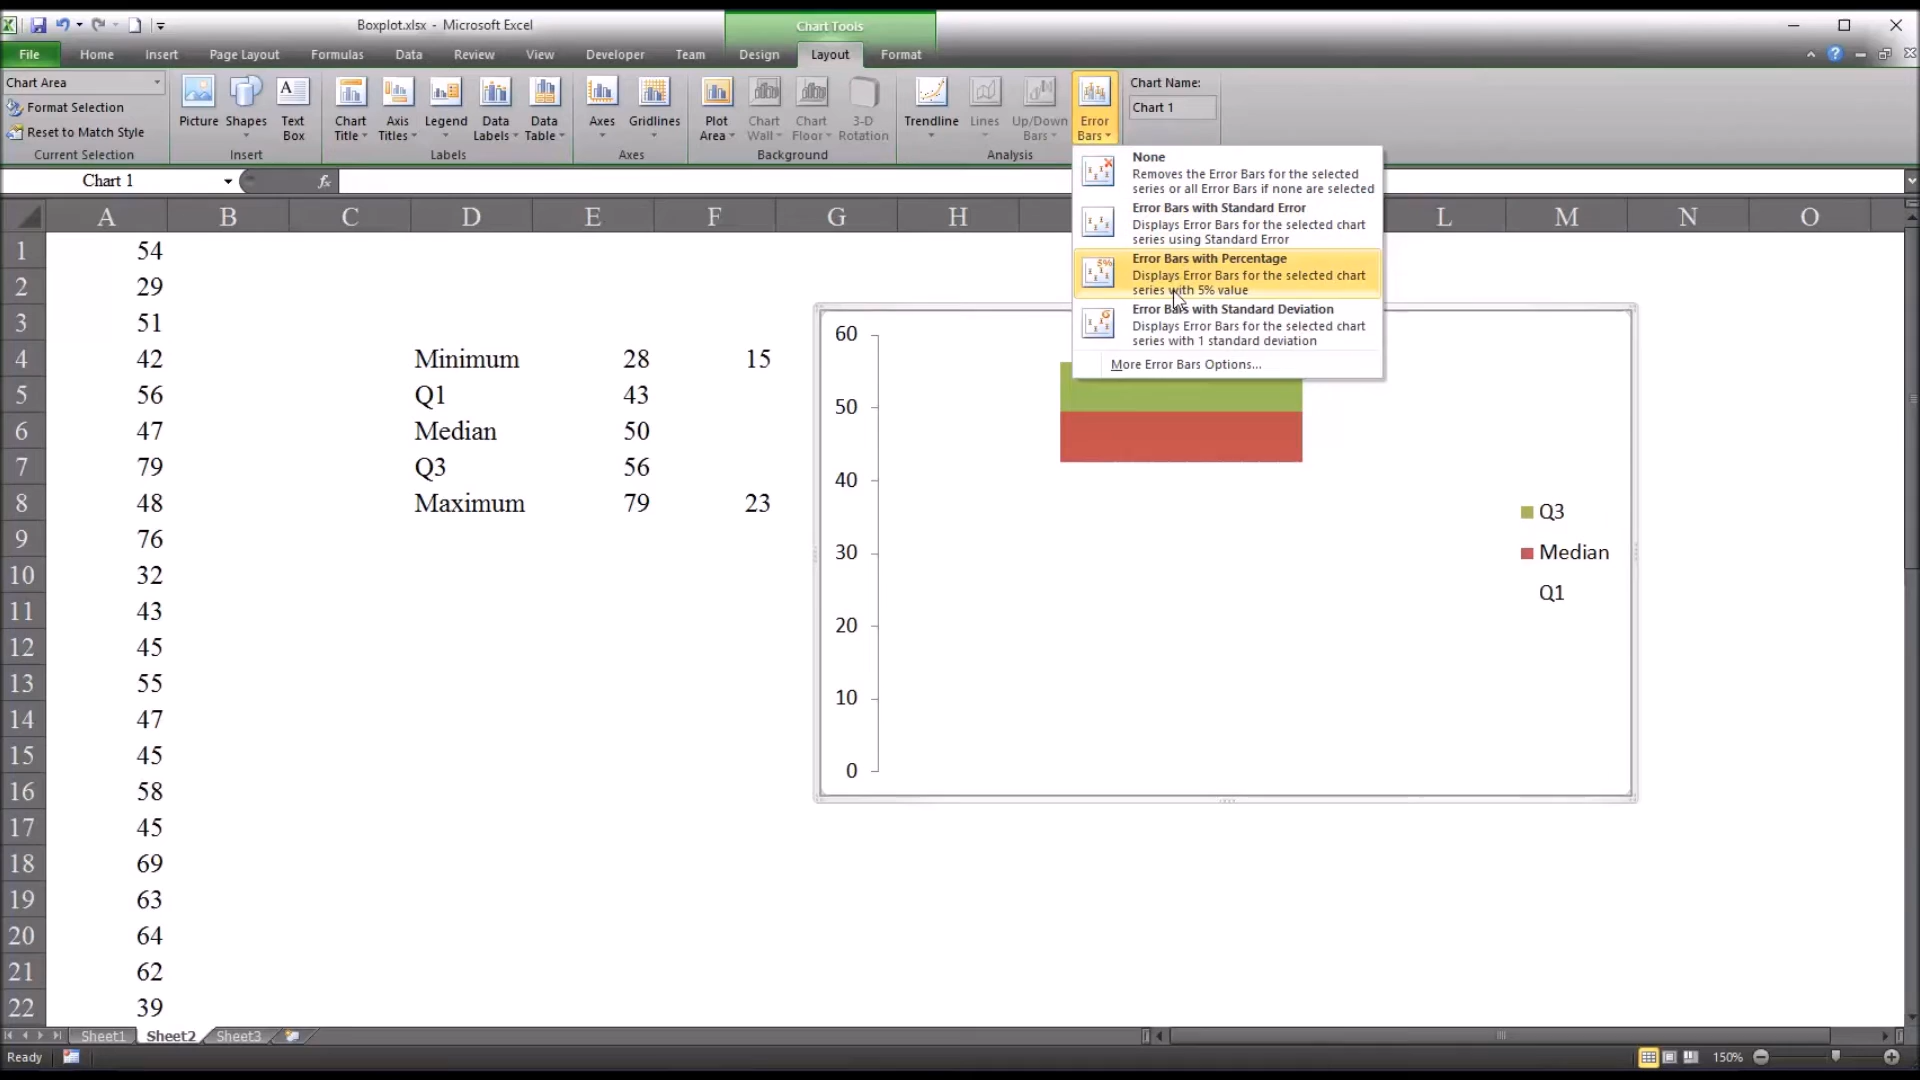 Boxplot.xlsx - Microsoft Excel
Chart Tools
File Home Insert Page Layout Formulas Data Review View Developer Team Design Layout Format
Chart Area
Format Selection
Reset to Match Style
Current Selection
Picture Shapes Text Box
Insert
Chart Title Axis Titles Legend Data Labels Data Table
Labels
Axes Gridlines
Axes
Plot Area Chart Wall Chart Floor 3-D Rotation
Background
Trendline Lines Up/Down Bars Error Bars
Analysis
Chart Name:
Chart 1
None
Removes the Error Bars for the selected
series or all Error Bars if none are selected
Error Bars with Standard Error
Displays Error Bars for the selected chart
series using Standard Error
Error Bars with Percentage
Displays Error Bars for the selected chart
series with 5% value
Error Bars with Standard Deviation
Displays Error Bars for the selected chart
series with 1 standard deviation
More Error Bars Options...
Chart 1 fx
A B C D E F G H L M N O
1 54
2 29
3 51
4 42 Minimum 28 15
5 56 Q1 43
6 47 Median 50
7 79 Q3 56
8 48 Maximum 79 23
9 76
10 32
11 43
12 45
13 55
14 47
15 45
16 58
17 45
18 69
19 63
20 64
21 62
22 39
60
50
40
30
20
10
0
Q3
Median
Q1
Sheet1 Sheet2 Sheet3
Ready 150%